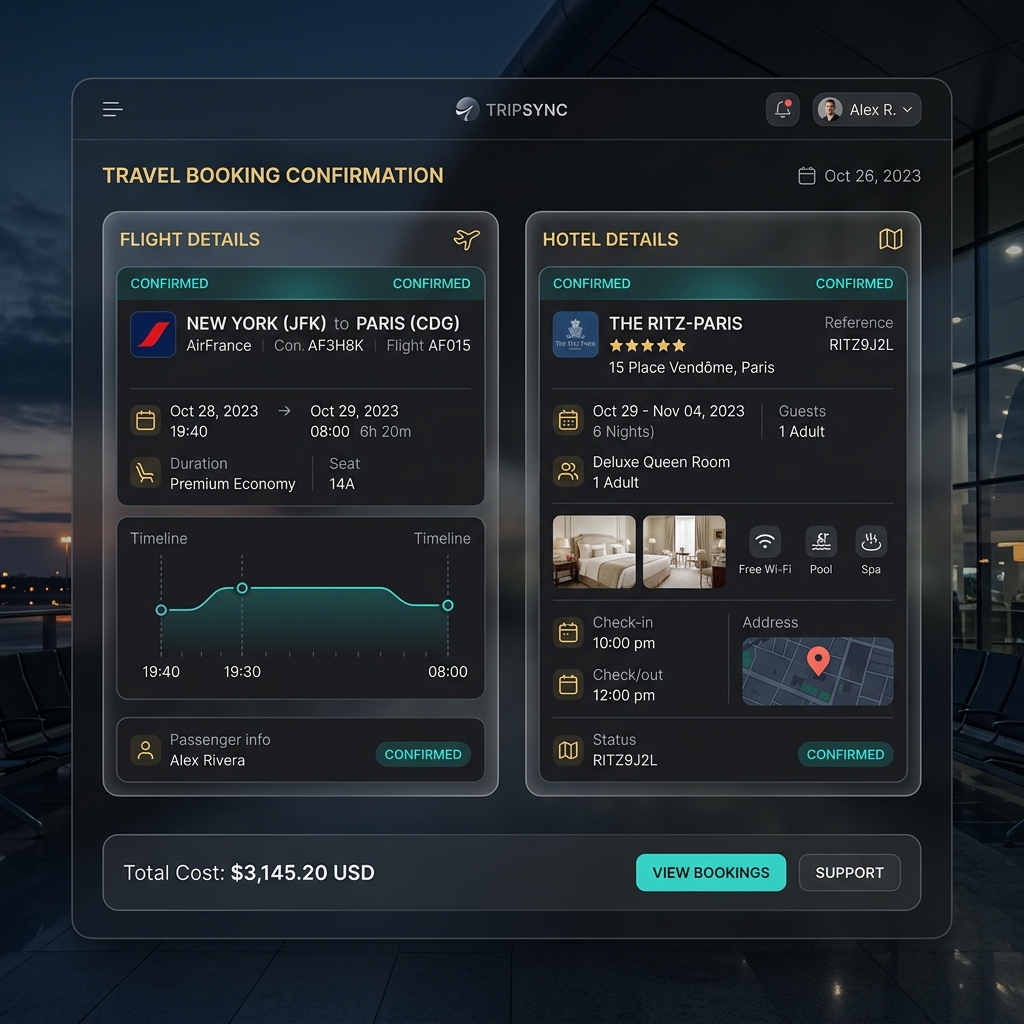 TRIPSYNC
Alex R.
TRAVEL BOOKING CONFIRMATION
Oct 26, 2023
FLIGHT DETAILS
CONFIRMED CONFIRMED
NEW YORK (JFK) to PARIS (CDG)
AirFrance | Con. AF3H8K | Flight AF015
Oct 28, 2023 → Oct 29, 2023
19:40 08:00 6h 20m
Duration Seat
Premium Economy 14A
Timeline Timeline
19:40 19:30 08:00
Passenger info
Alex Rivera
CONFIRMED
HOTEL DETAILS
CONFIRMED CONFIRMED
THE RITZ-PARIS
Reference
RITZ9J2L
15 Place Vendôme, Paris
Oct 29 - Nov 04, 2023
6 Nights)
Guests
1 Adult
Deluxe Queen Room
1 Adult
Free Wi-Fi Pool Spa
Check-in
10:00 pm
Check/out
12:00 pm
Address
Status
RITZ9J2L
CONFIRMED
Total Cost: $3,145.20 USD
VIEW BOOKINGS
SUPPORT